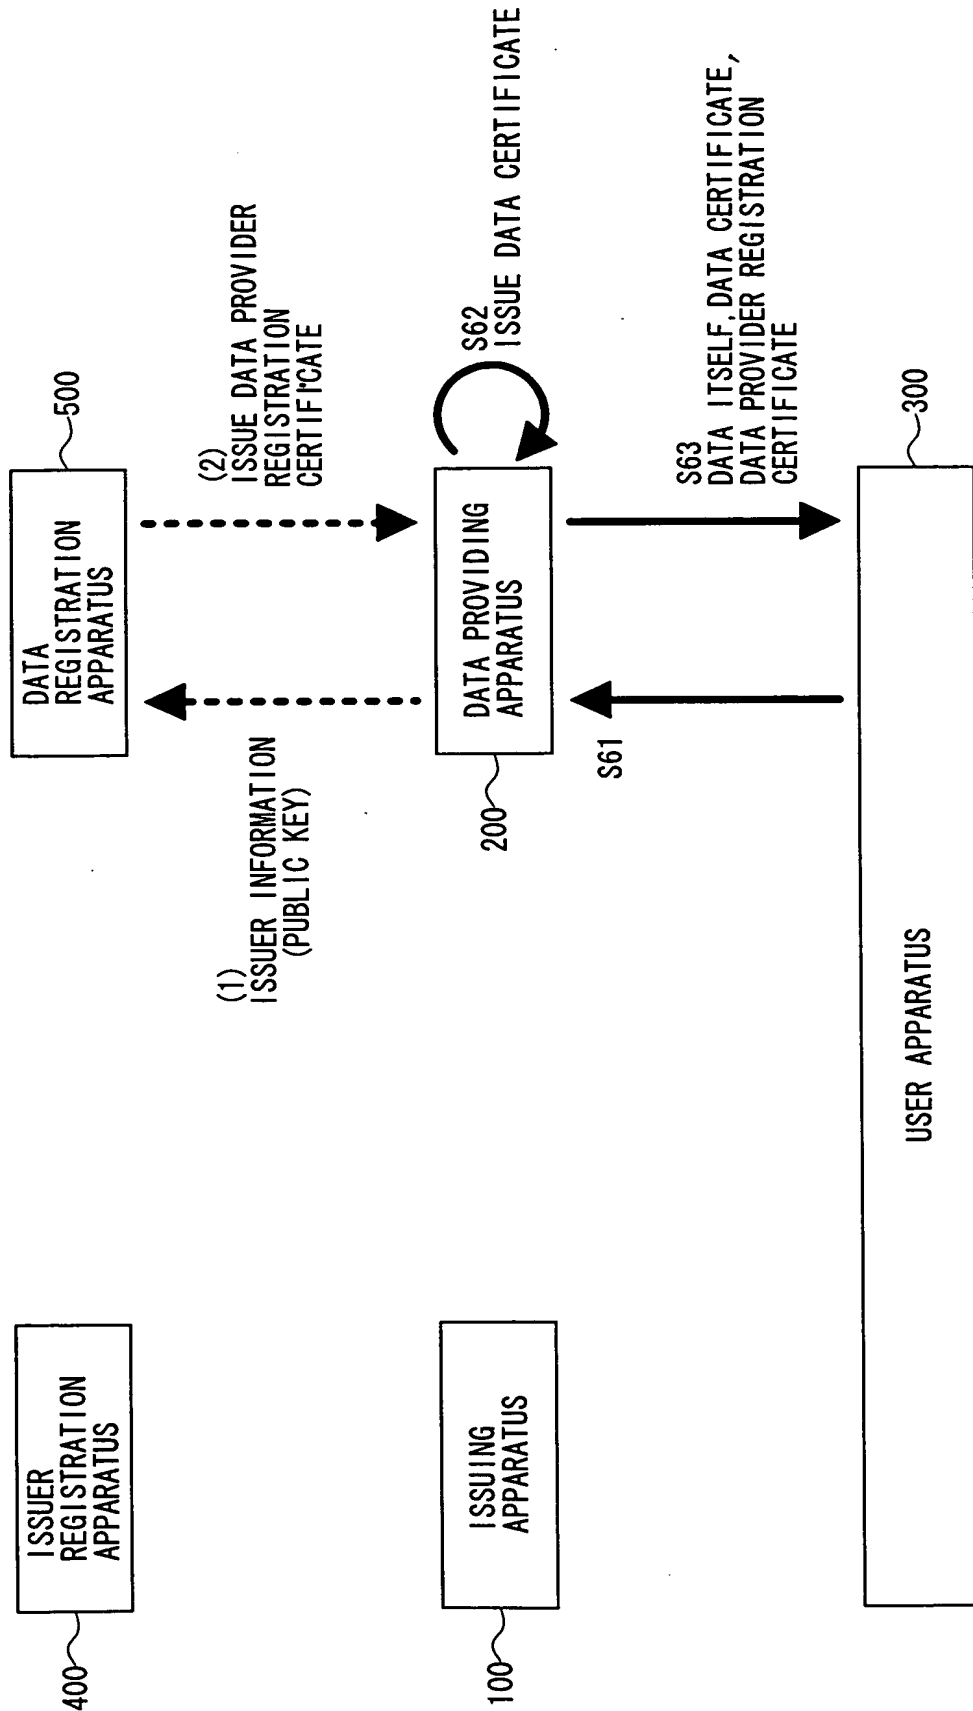 400
ISSUER
REGISTRATION
APPARATUS
DATA
REGISTRATION
APPARATUS
500
(1)
ISSUER INFORMATION
(PUBLIC KEY)
(2)
ISSUE DATA PROVIDER
REGISTRATION
CERTIFICATE
100
ISSUING
APPARATUS
200
DATA PROVIDING
APPARATUS
S62
ISSUE DATA CERTIFICATE
S61
S63
DATA ITSELF, DATA CERTIFICATE,
DATA PROVIDER REGISTRATION
CERTIFICATE
300
USER APPARATUS